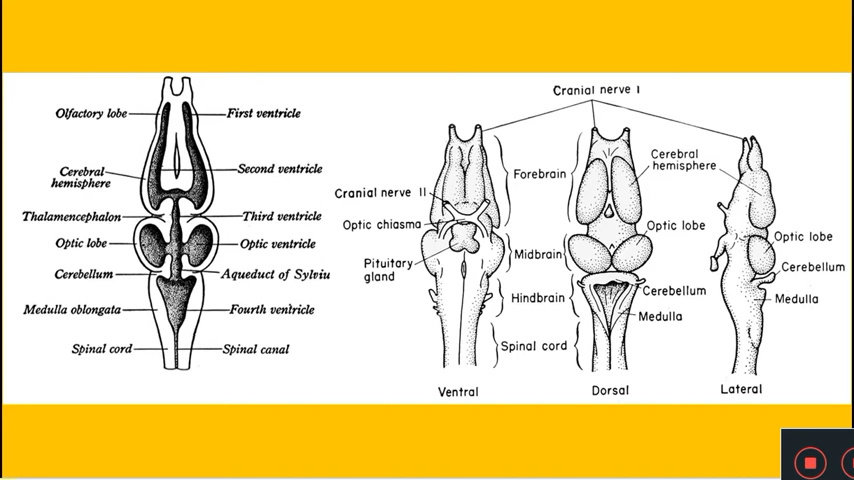 Olfactory lobe
First ventricle
Cerebral
hemisphere
Second ventricle
Thalamencephalon
Third ventricle
Optic lobe
Optic ventricle
Cerebellum
Aqueduct of Sylviu
Medulla oblongata
Fourth ventricle
Spinal cord
Spinal canal
Cranial nerve I
Forebrain
Cerebral
hemisphere
Cranial nerve II
Optic chiasma
Optic lobe
Optic lobe
Pituitary
gland
Midbrain
Cerebellum
Hindbrain
Cerebellum
Medulla
Medulla
Spinal cord
Ventral
Dorsal
Lateral